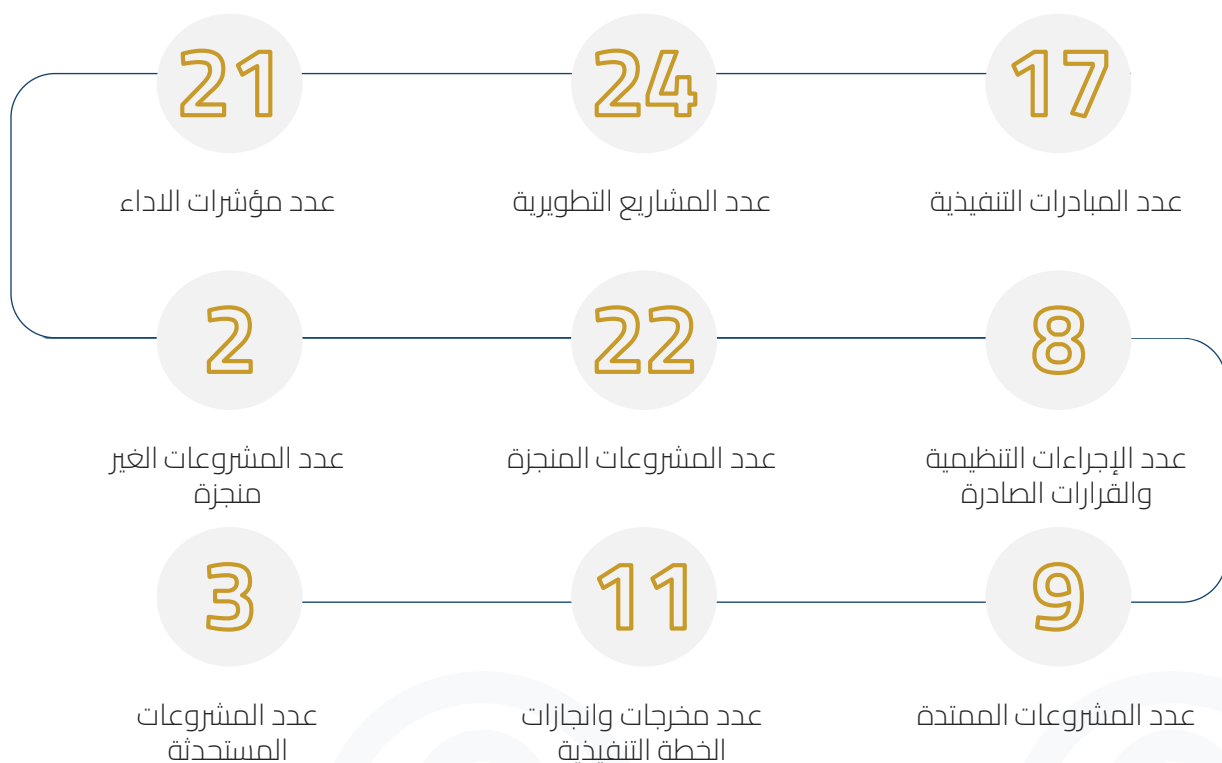 17
عدد المبادرات التنفيذية
24
عدد المشاريع التطويرية
21
عدد مؤشرات الاداء
8
عدد الإجراءات التنظيمية
والقرارات الصادرة
22
عدد المشروعات المنجزة
2
عدد المشروعات الغير
منجزة
9
عدد المشروعات الممتدة
11
عدد مخرجات وانجازات
الخطة التنفيذية
3
عدد المشروعات
المستحدثة